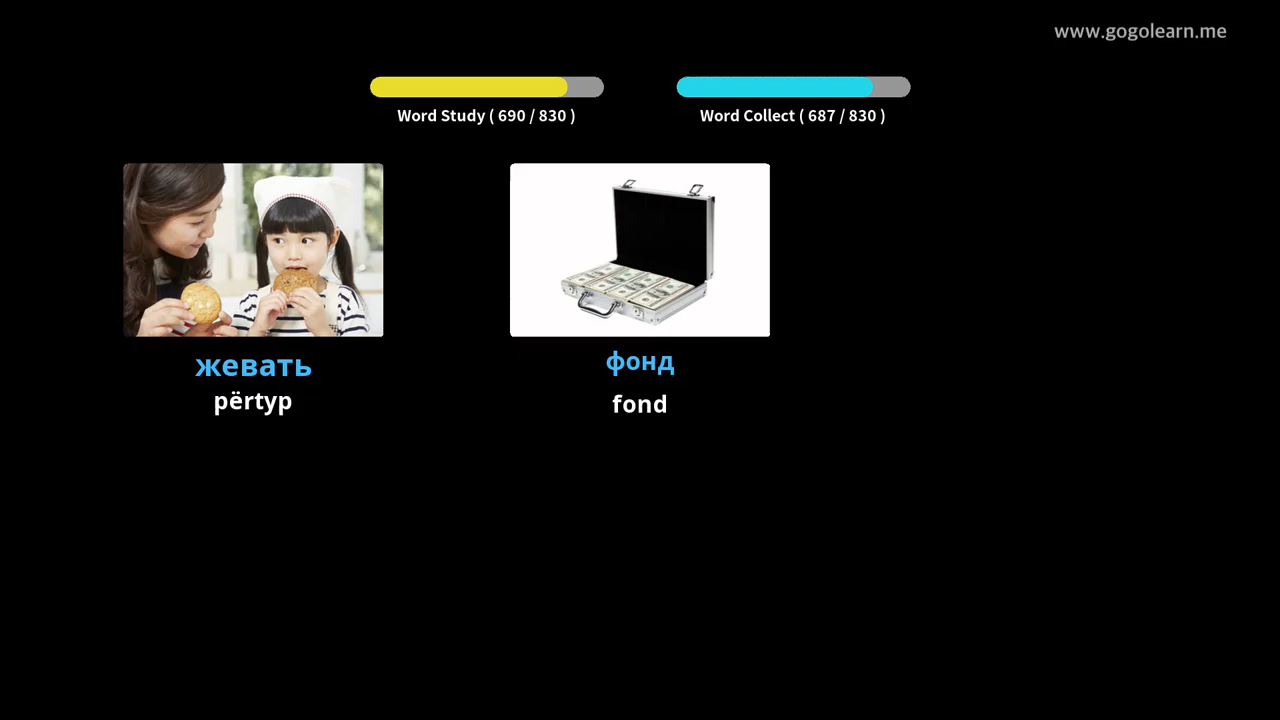 www.gogolearn.me
Word Study ( 690 / 830 )
Word Collect ( 687 / 830 )
жевать
përtyp
фонд
fond